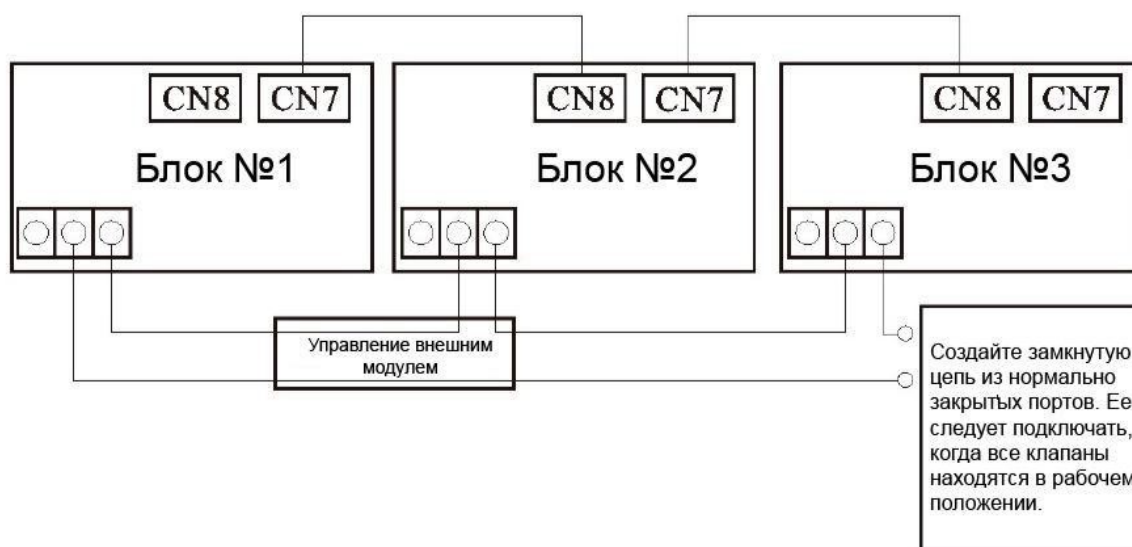 CN8 CN7 CN8 CN7 CN8 CN7
Блок №1 Блок №2 Блок №3
Управление внешним
модулем
Создайте замкнутую
цепь из нормально
закрытых портов. Ее
следует подключать,
когда все клапаны
находятся в рабочем
положении.